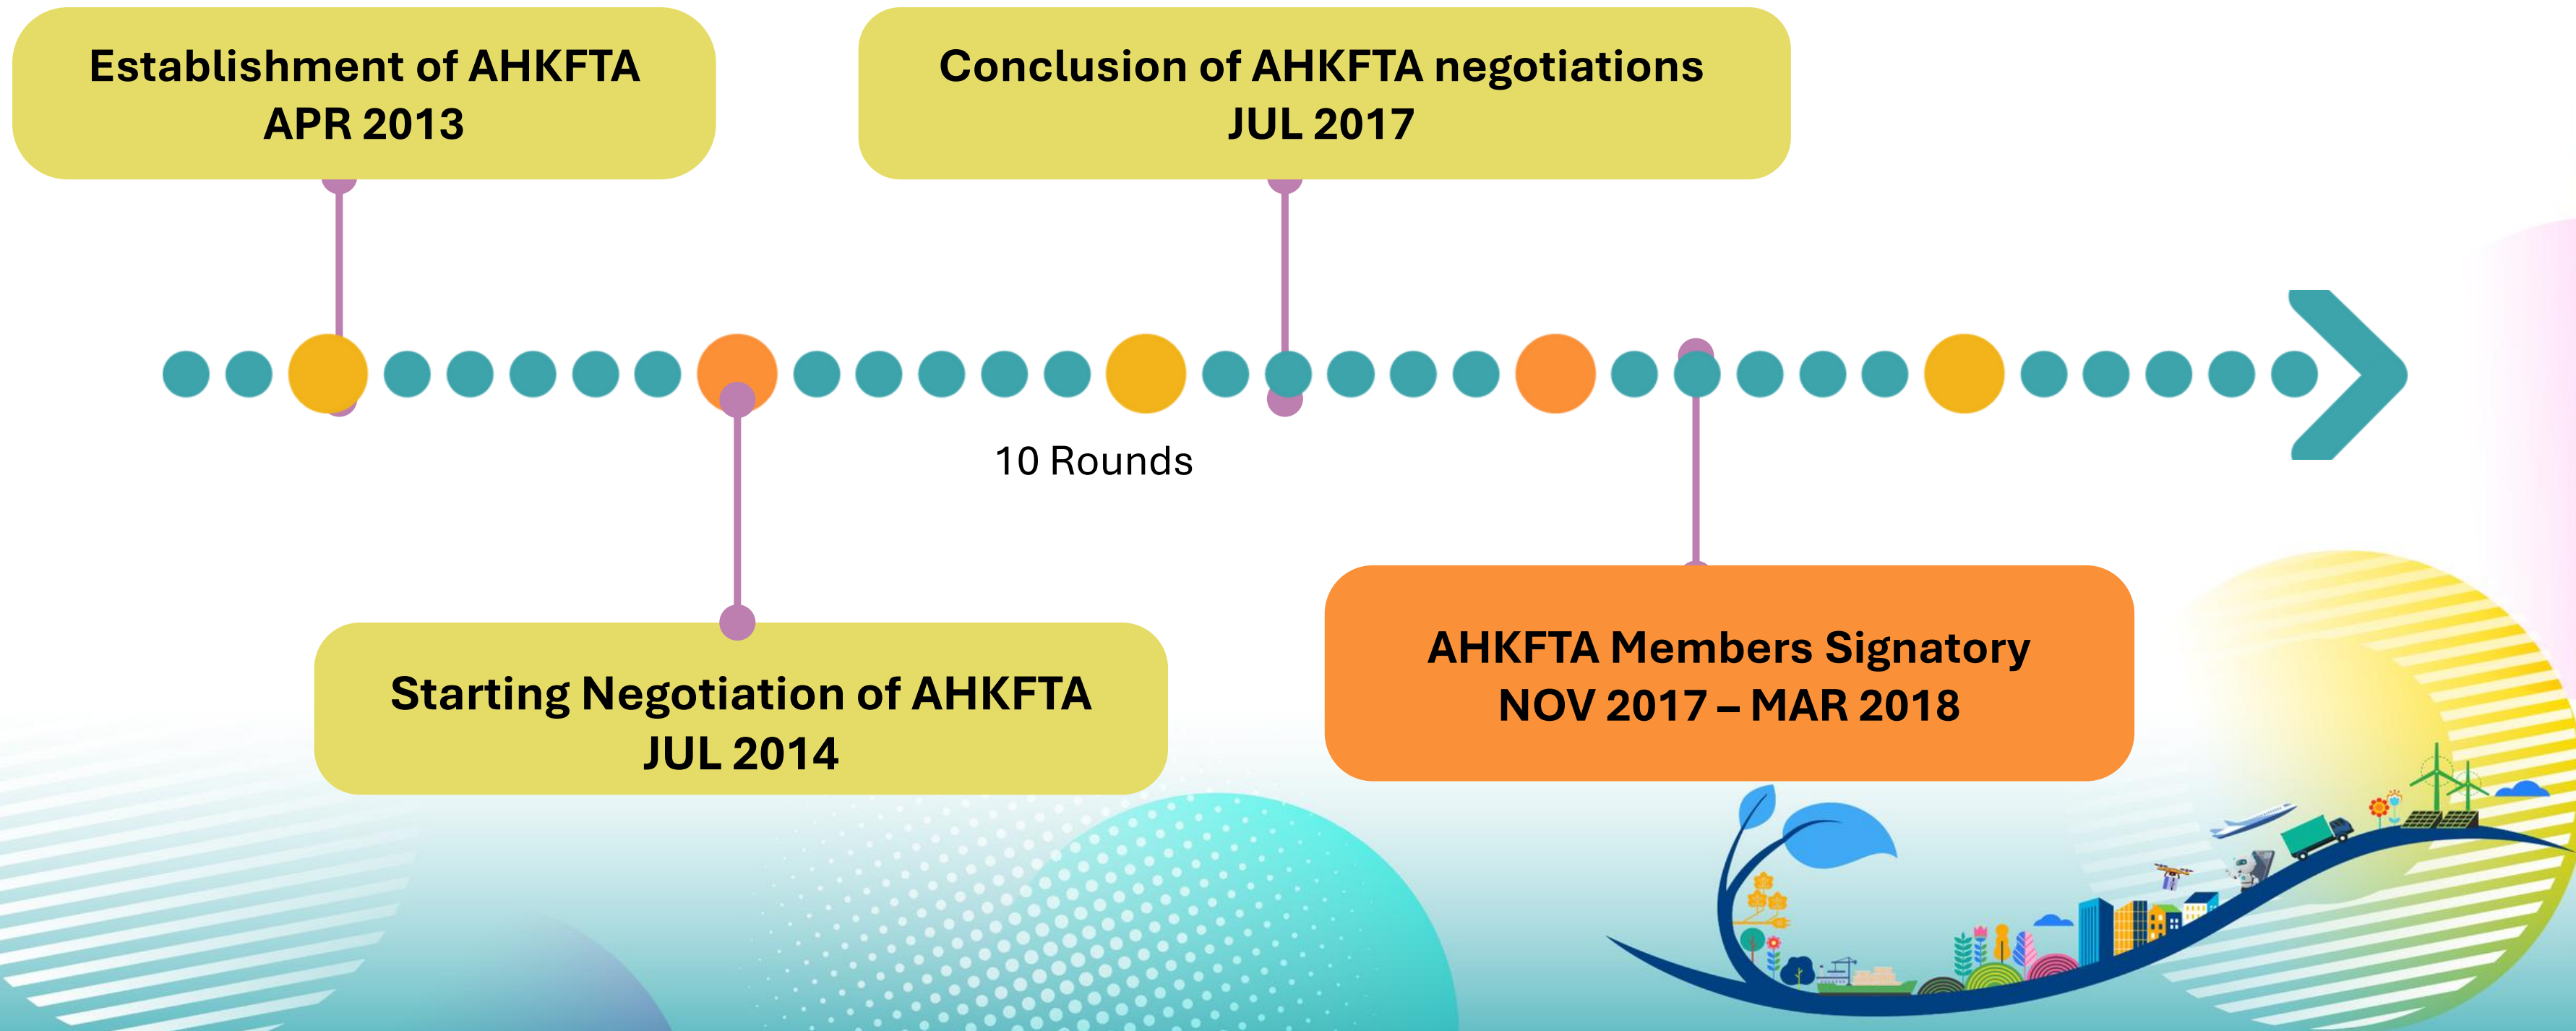 Establishment of AHKFTA
APR 2013
Conclusion of AHKFTA negotiations
JUL 2017
10 Rounds
Starting Negotiation of AHKFTA
JUL 2014
AHKFTA Members Signatory
NOV 2017 – MAR 2018